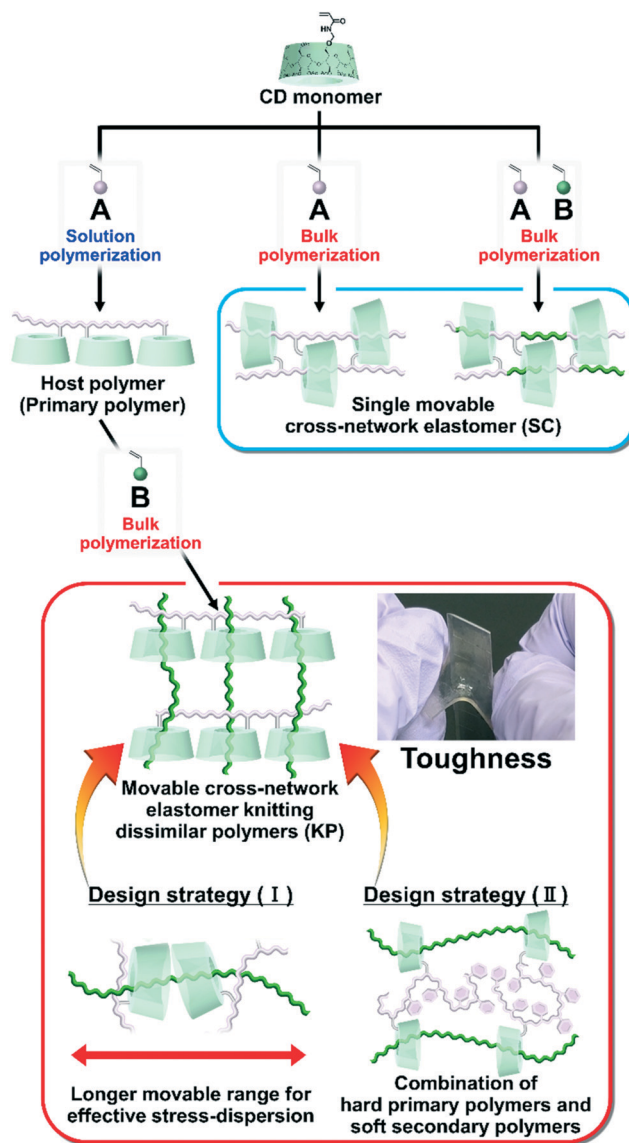 O
HN
O
CD monomer
A
Solution
polymerization
A
Bulk
polymerization
A B
Bulk
polymerization
Host polymer
(Primary polymer)
Single movable
cross-network elastomer (SC)
B
Bulk
polymerization
Movable cross-network
elastomer knitting
dissimilar polymers (KP)
Toughness
Design strategy (Ⅰ)
Longer movable range for
effective stress-dispersion
Design strategy (Ⅱ)
Combination of
hard primary polymers and
soft secondary polymers